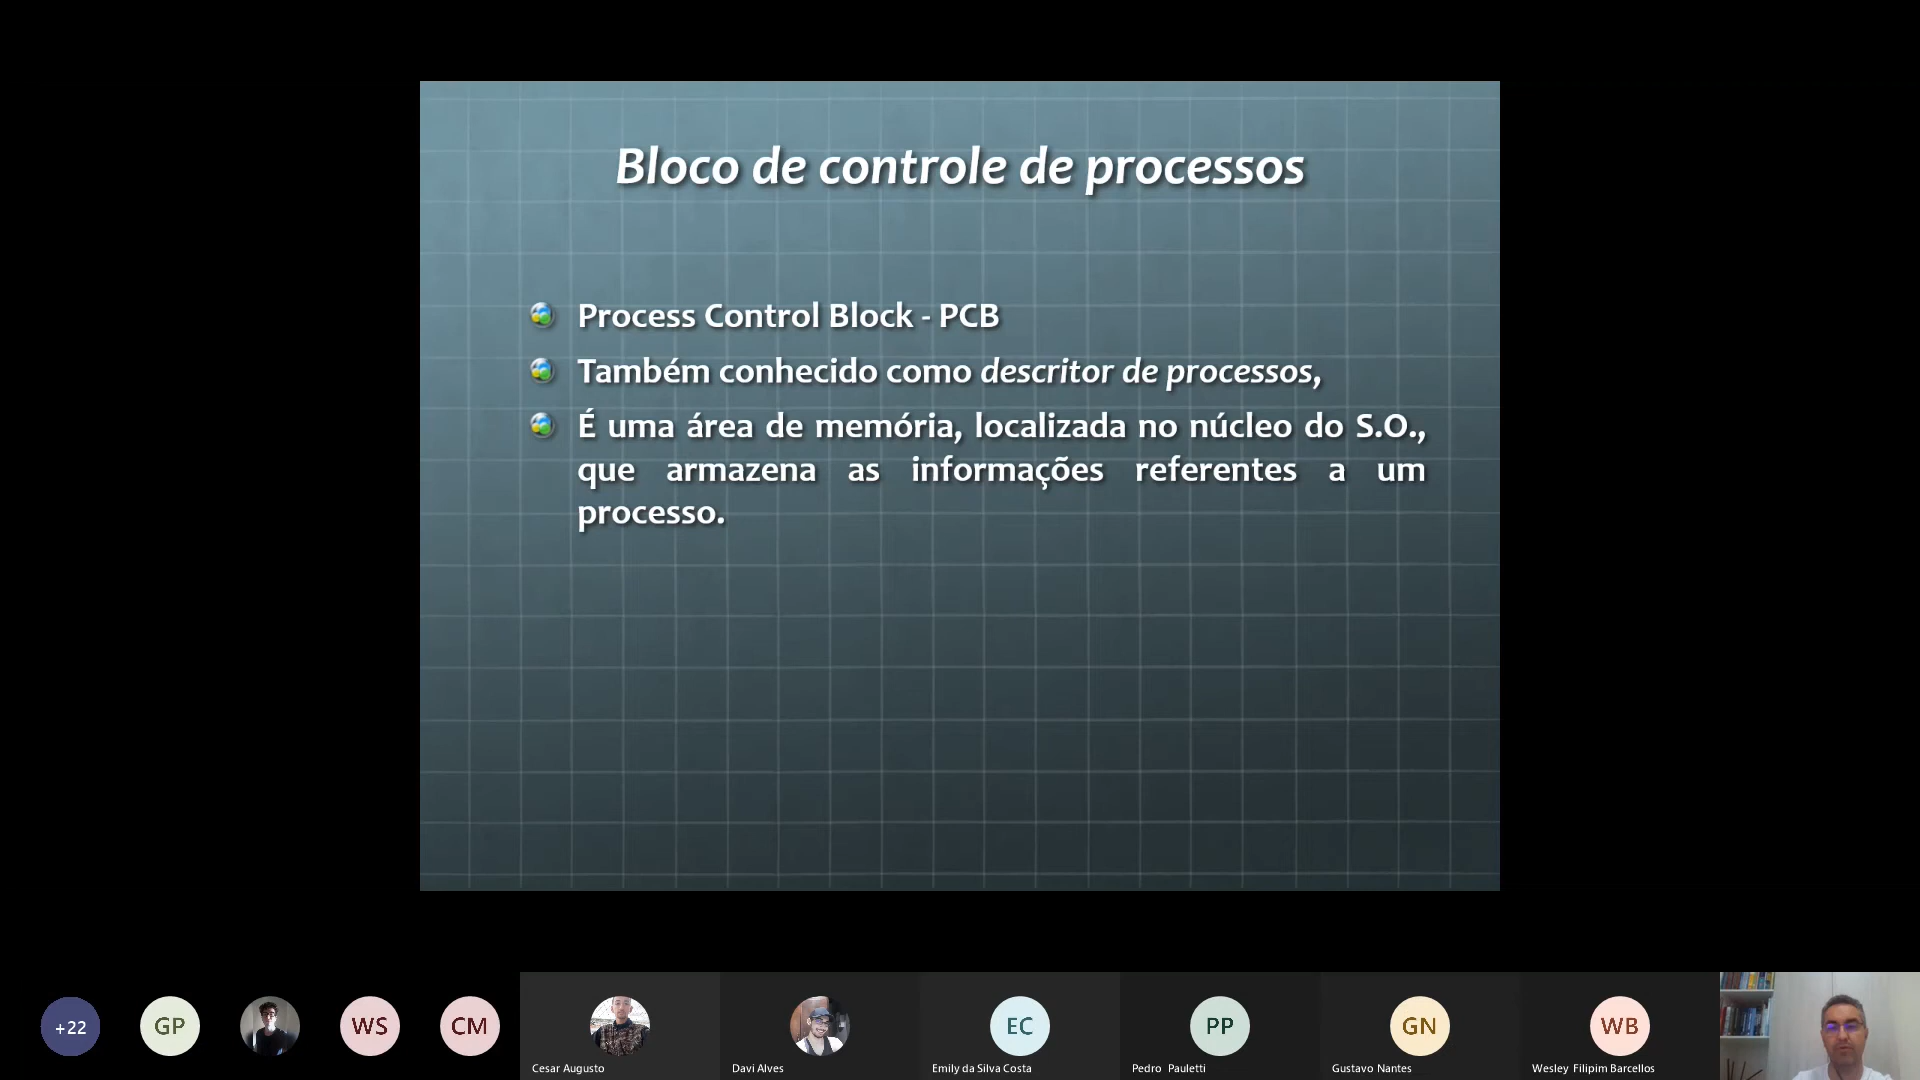 Bloco de controle de processos
Process Control Block - PCB
Também conhecido como descritor de processos,
É uma área de memória, localizada no núcleo do S.O.,
que armazena as informações referentes a um
processo.
+22
GP
WS
CM
EC
PP
GN
WB
Cesar Augusto
Davi Alves
Emily da Silva Costa
Pedro Pauletti
Gustavo Nantes
Wesley Filipim Barcellos